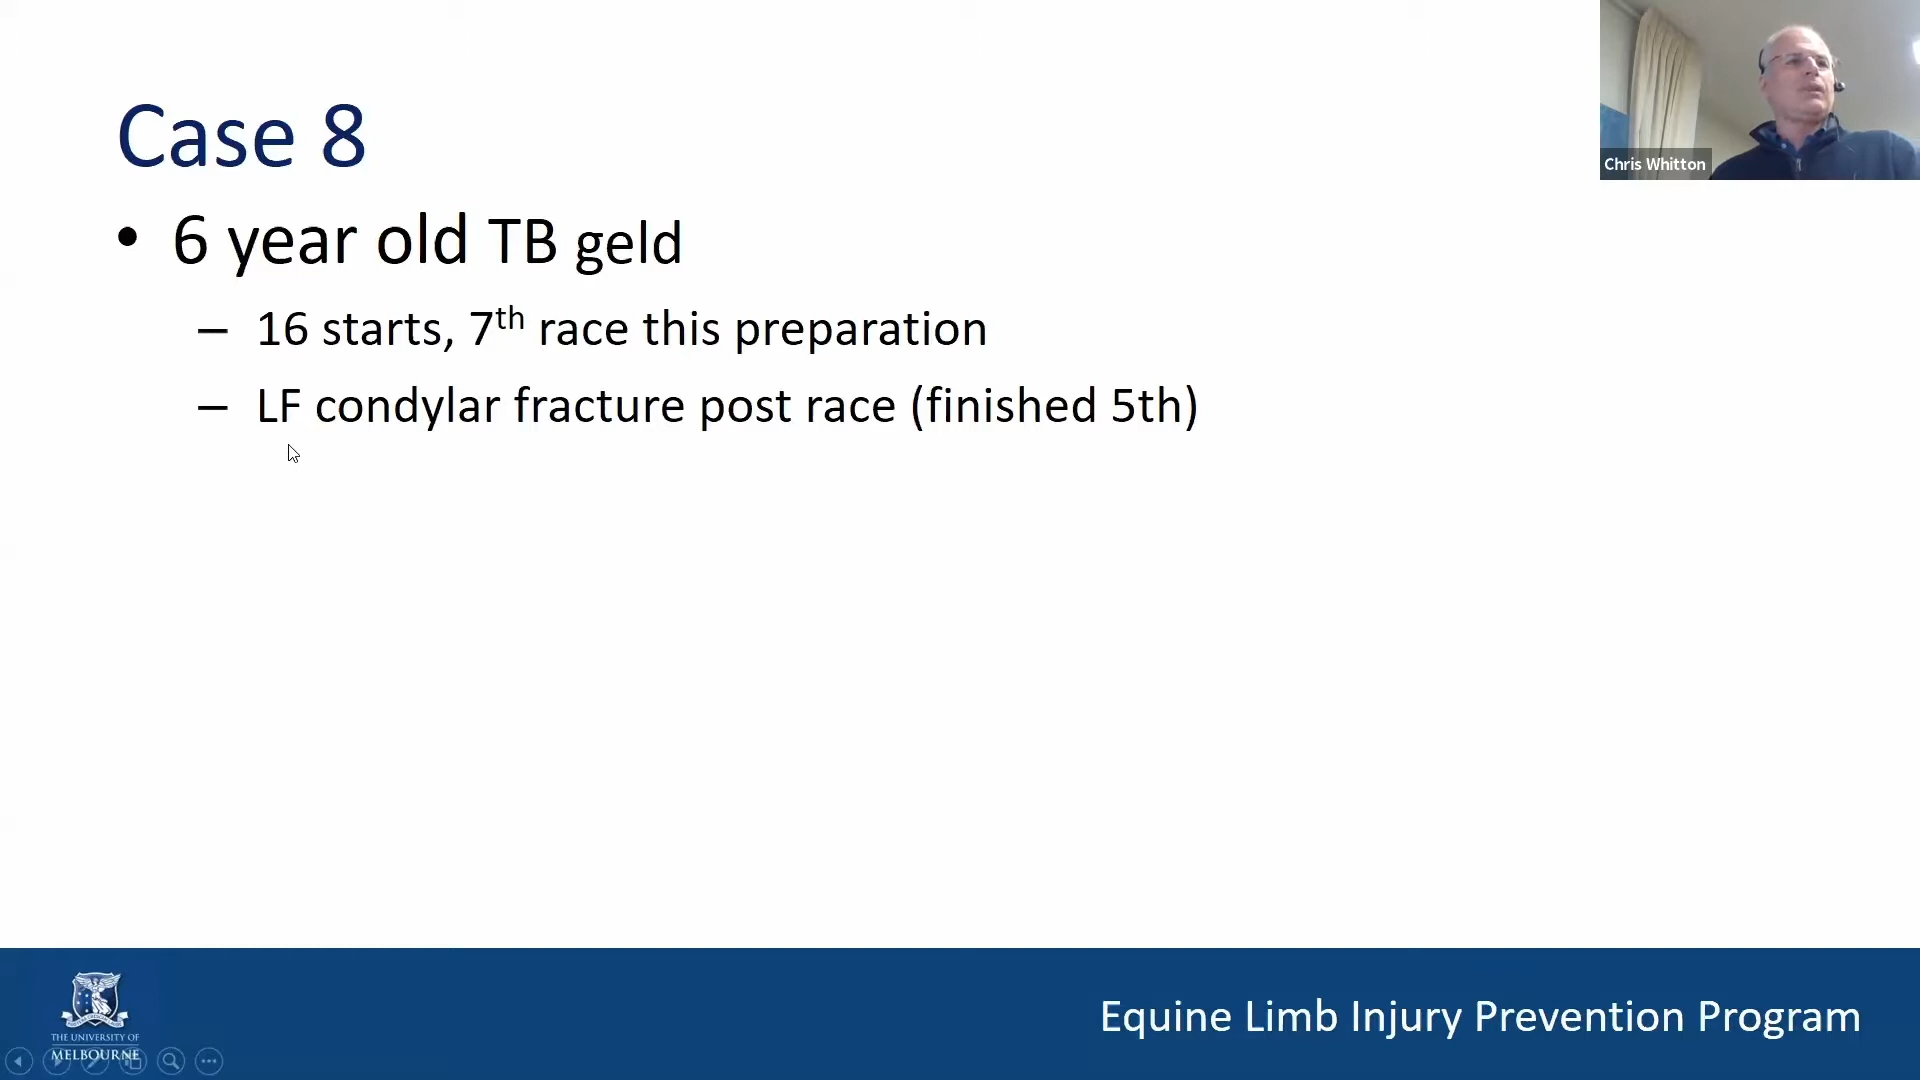 Case 8
Chris Whitton
• 6 year old TB geld
– 16 starts, 7th race this preparation
– LF condylar fracture post race (finished 5th)
Equine Limb Injury Prevention Program
THE UNIVERSITY OF
MELBOURNE